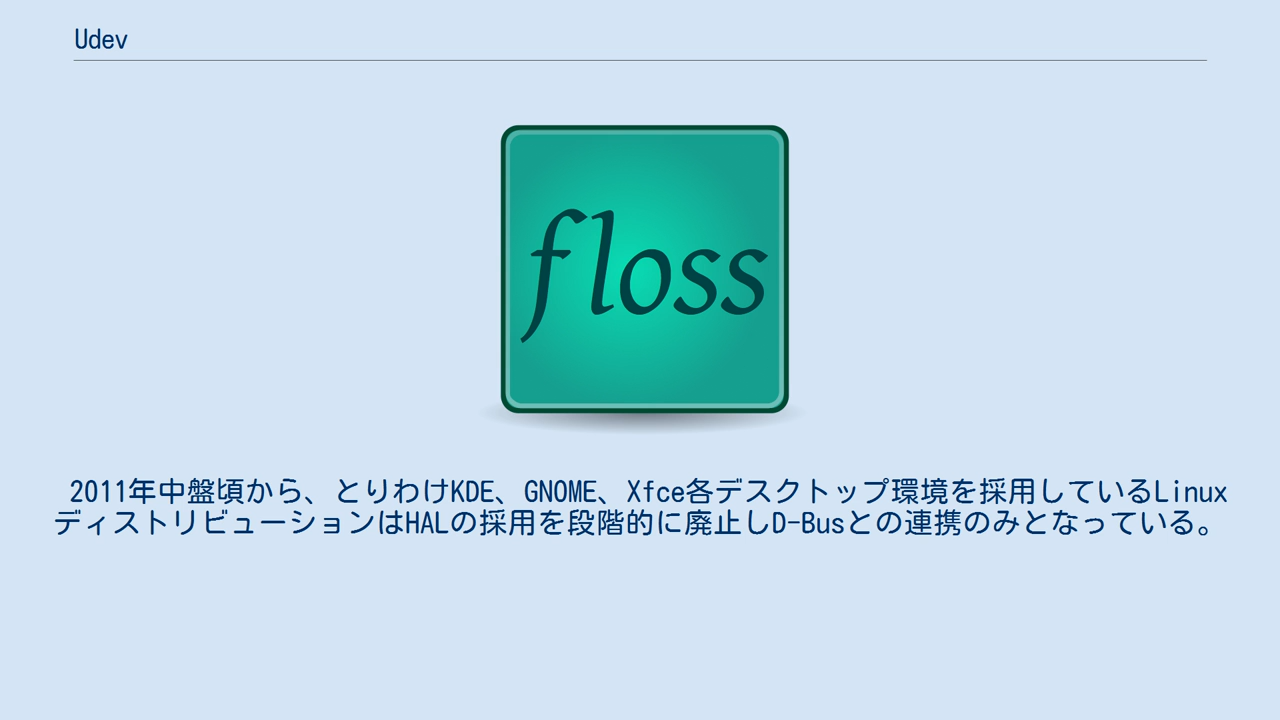 Udev
floss
2011年中盤頃から、とりわけKDE、GNOME、Xfce各デスクトップ環境を採用しているLinux
ディストリビューションはHALの採用を段階的に廃止しD-Busとの連携のみとなっている。